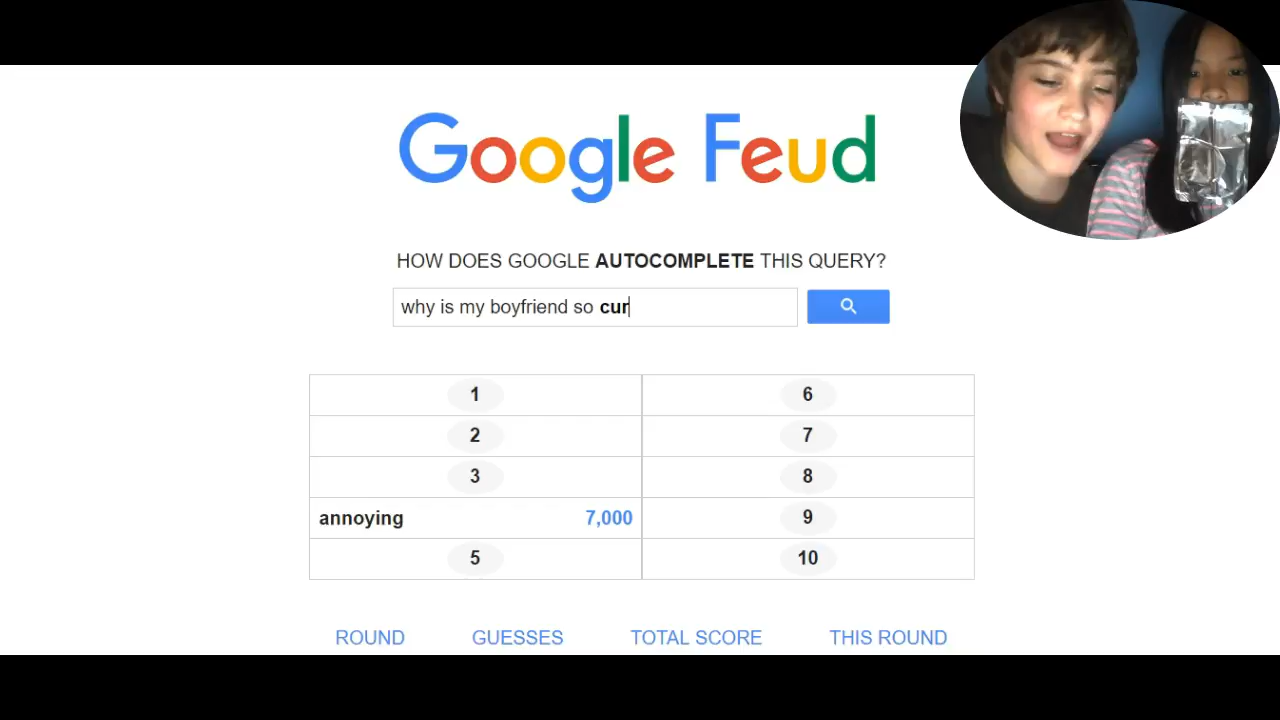 Google Feud
HOW DOES GOOGLE AUTOCOMPLETE THIS QUERY?
why is my boyfriend so cur
1 6
2 7
3 8
annoying 7,000 9
5 10
ROUND GUESSES TOTAL SCORE THIS ROUND